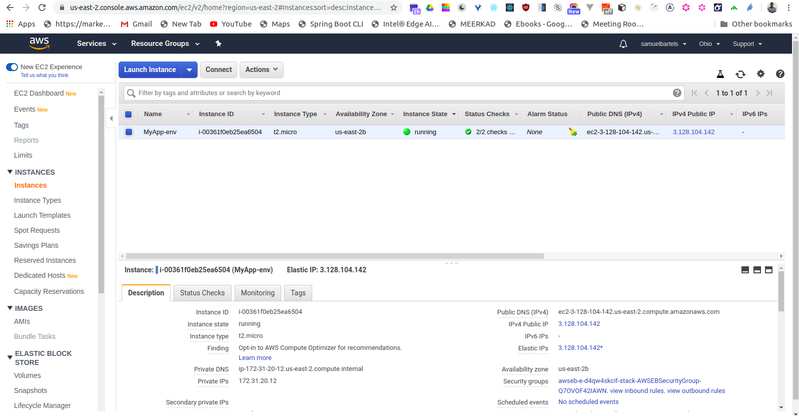 us-east-2.console.aws.amazon.com/ec2/v2/home?region=us-east-2#Instances:sort=desc:instance...
Apps https://marke... Gmail New Tab YouTube Maps Spring Boot CLI Intel® Edge AI... MEERKAD Ebooks - Goog... Meeting Roo... Other bookmarks
aws Services Resource Groups samuelbartels Ohio Support
New EC2 Experience
Tell us what you think
Launch Instance Connect Actions
EC2 Dashboard New
Events New
Tags
Reports
Limits
INSTANCES
Instances
Instance Types
Launch Templates
Spot Requests
Savings Plans
Reserved Instances
Dedicated Hosts New
Capacity Reservations
IMAGES
AMIs
Bundle Tasks
ELASTIC BLOCK
STORE
Volumes
Snapshots
Lifecycle Manager
Filter by tags and attributes or search by keyword 1 to 1 of 1
Name Instance ID Instance Type Availability Zone Instance State Status Checks Alarm Status Public DNS (IPv4) IPv4 Public IP IPv6 IPs
MyApp-env i-00361f0eb25ea6504 t2.micro us-east-2b running 2/2 checks ... None ec2-3-128-104-142.us-... 3.128.104.142 -
Instance: i-00361f0eb25ea6504 (MyApp-env) Elastic IP: 3.128.104.142
Description Status Checks Monitoring Tags
Instance ID i-00361f0eb25ea6504
Instance state running
Instance type t2.micro
Finding Opt-in to AWS Compute Optimizer for recommendations.
Learn more
Private DNS ip-172-31-20-12.us-east-2.compute.internal
Private IPs 172.31.20.12
Secondary private IPs
Public DNS (IPv4) ec2-3-128-104-142.us-east-2.compute.amazonaws.com
IPv4 Public IP 3.128.104.142
IPv6 IPs -
Elastic IPs 3.128.104.142*
Availability zone us-east-2b
Security groups awseb-e-d4qw4skcif-stack-AWSEBSecurityGroup-
Q7OVOF42IAWN. view inbound rules. view outbound rules
Scheduled events No scheduled events